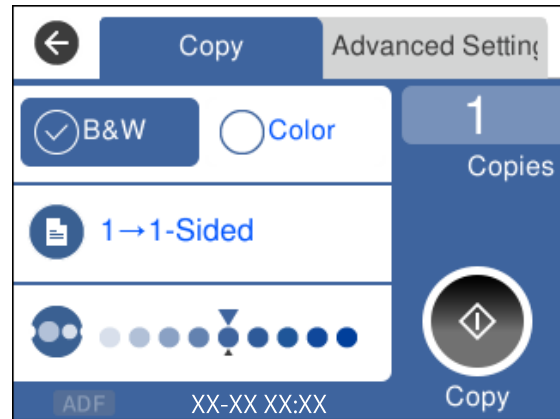 Copy
Advanced Setting
B&W
Color
1
Copies
1→1-Sided
ADF
XX-XX XX:XX
Copy